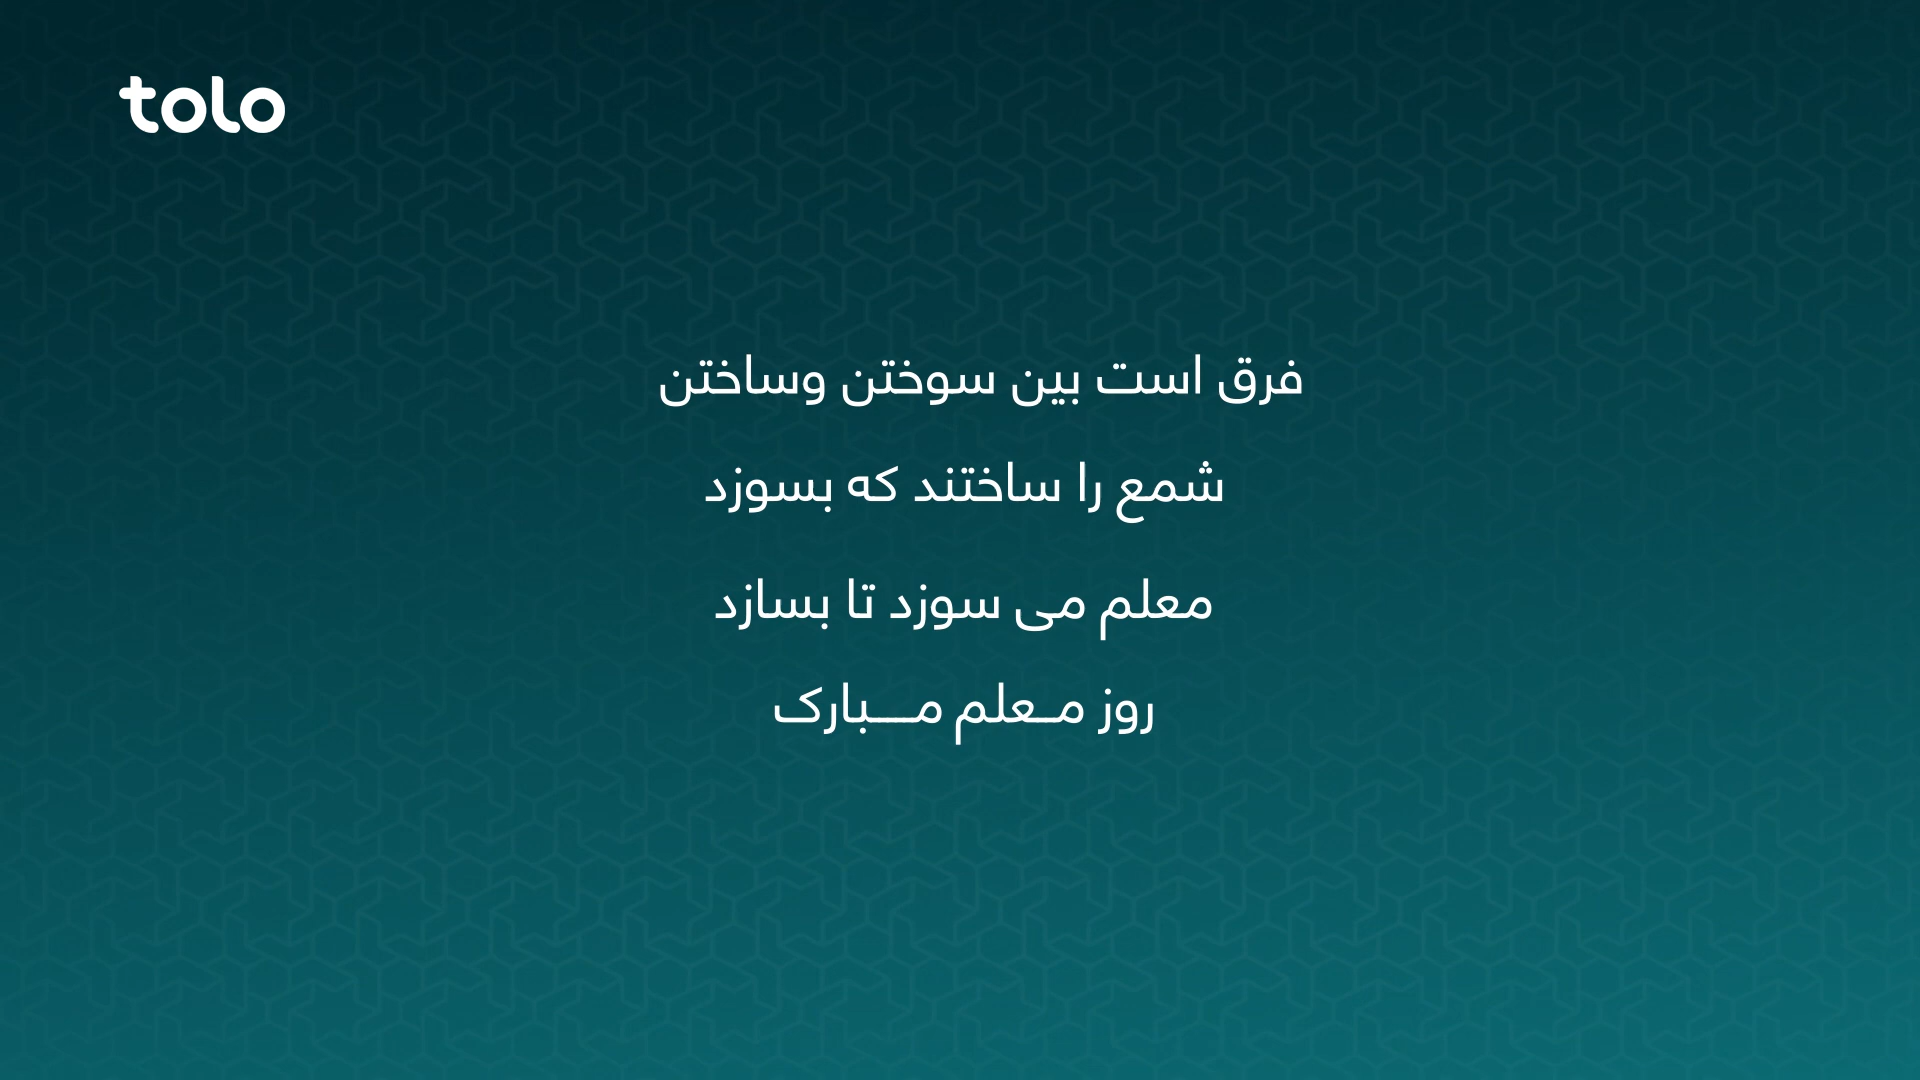 tolo
فرق است بین سوختن وساختن
شمع را ساختند که بسوزد
معلم می سوزد تا بسازد
روز مـعلم مـــبارک